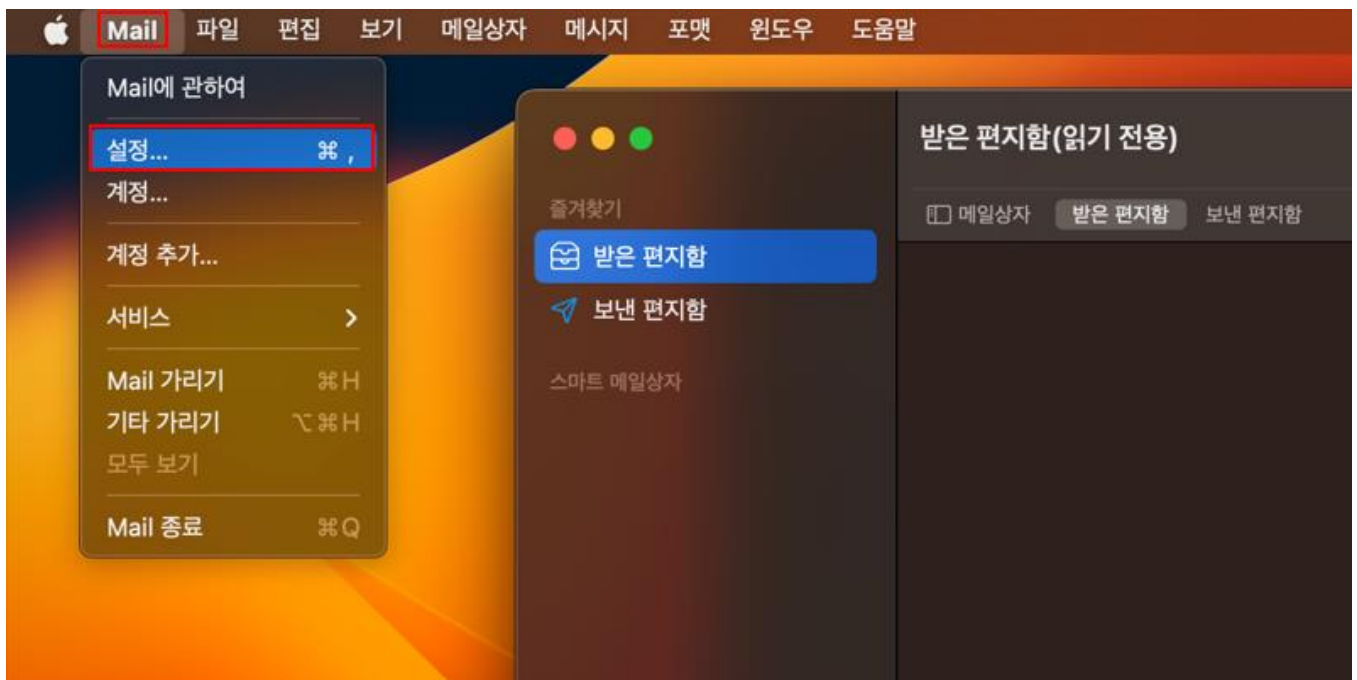 Mail 파일 편집 보기 메일상자 메시지 포맷 윈도우 도움말
Mail에 관하여
설정... ⌘ ,
계정...
계정 추가...
서비스 >
Mail 가리기 ⌘ H
기타 가리기 ⌥ ⌘ H
모두 보기
Mail 종료 ⌘ Q
즐겨찾기
받은 편지함
보낸 편지함
스마트 메일상자
받은 편지함(읽기 전용)
메일상자 받은 편지함 보낸 편지함